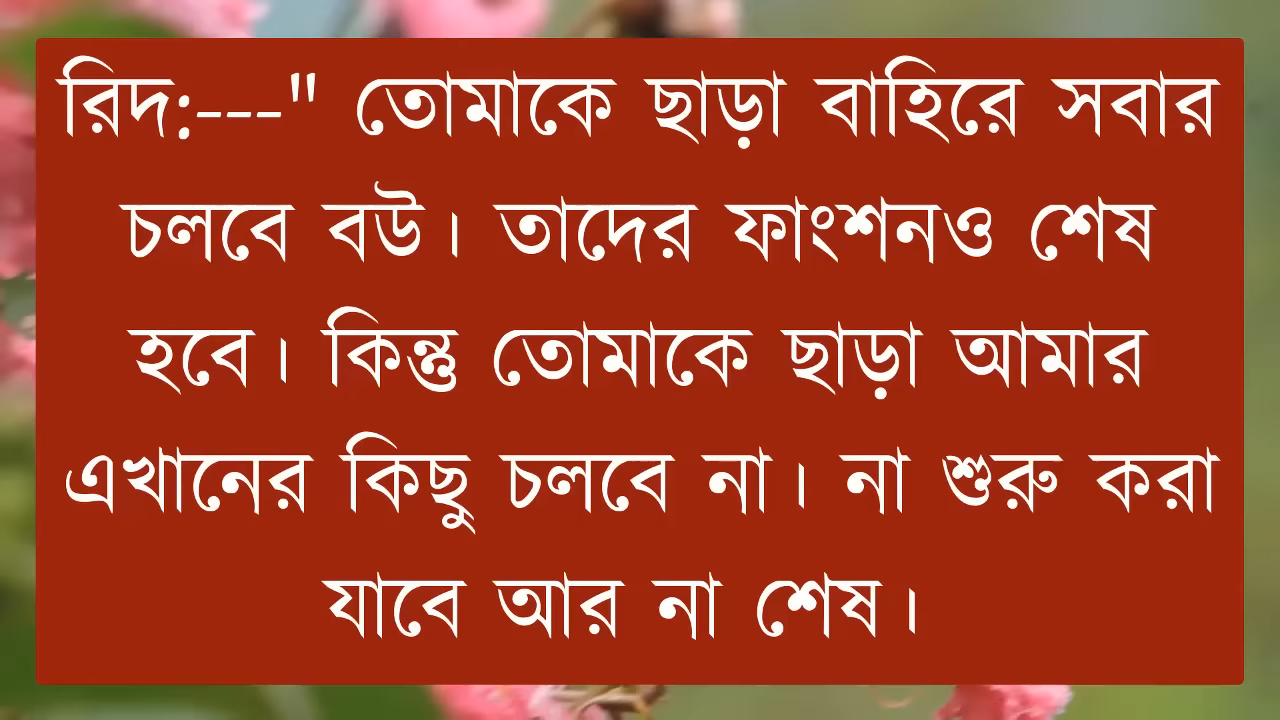 রিদ:---" তোমাকে ছাড়া বাহিরে সবার
চলবে বউ। তাদের ফাংশনও শেষ
হবে। কিন্তু তোমাকে ছাড়া আমার
এখানের কিছু চলবে না। না শুরু করা
যাবে আর না শেষ।